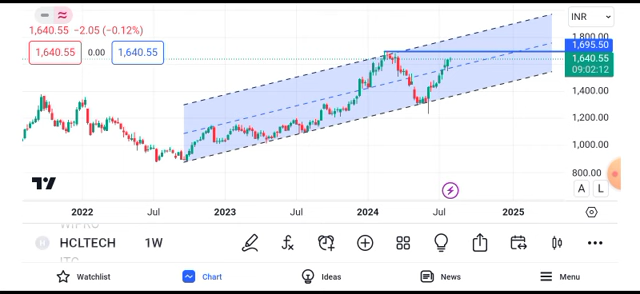 INR
1,640.55 −2.05 (−0.12%)
1,640.55 0.00 1,640.55
1,800.00
1,695.50
1,640.55
09:02:12
1,400.00
1,200.00
1,000.00
800.00
A L
2022 Jul 2023 Jul 2024 Jul 2025
WIPRO
H HCLTECH 1W
ITC
Watchlist Chart Ideas News Menu